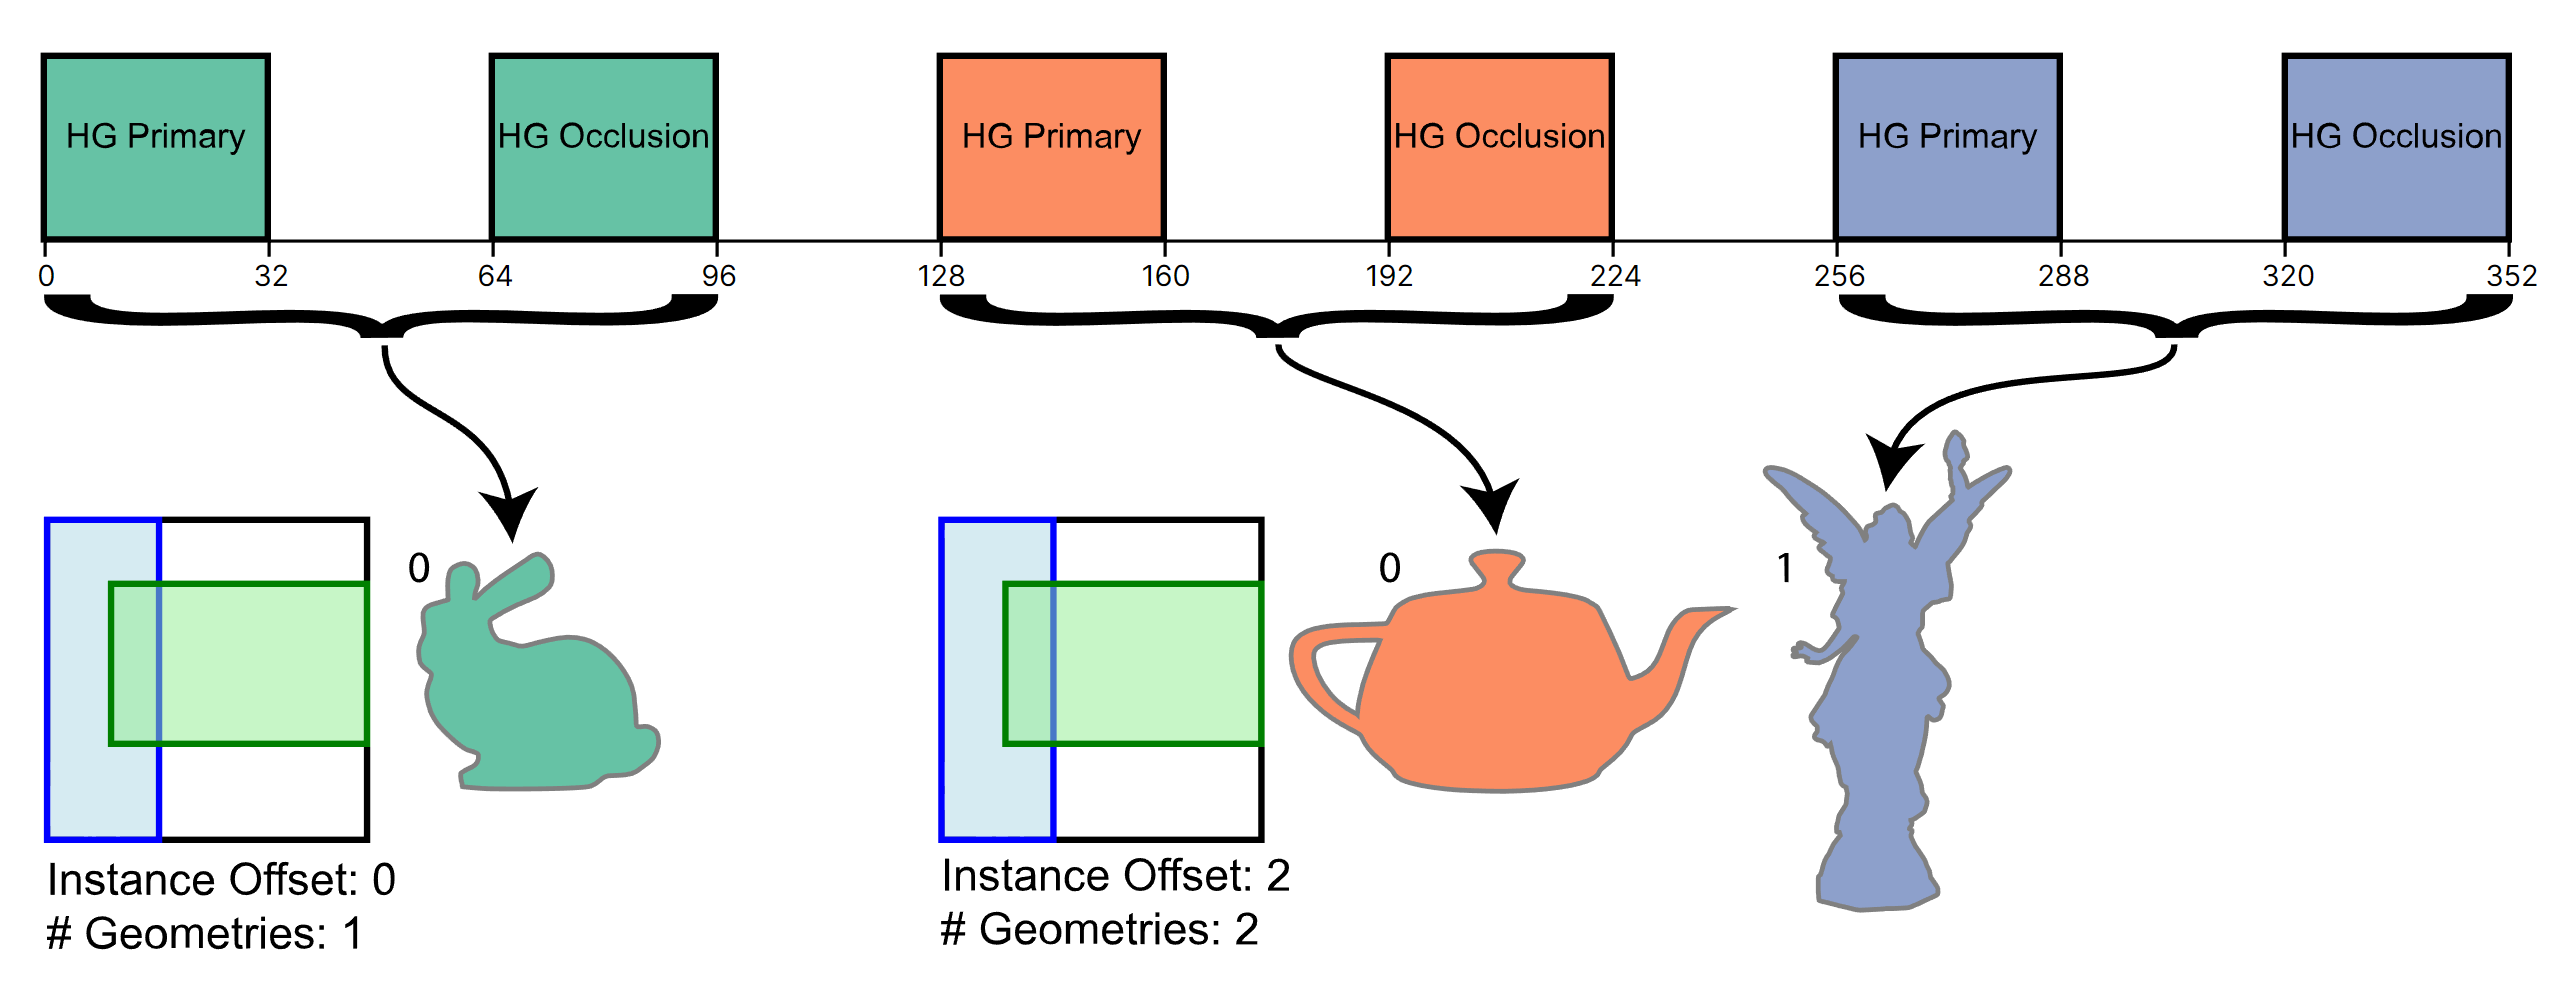 HG Primary
HG Occlusion
HG Primary
HG Occlusion
HG Primary
HG Occlusion
0 32 64 96 128 160 192 224 256 288 320 352
0
0
1
Instance Offset: 0
# Geometries: 1
Instance Offset: 2
# Geometries: 2